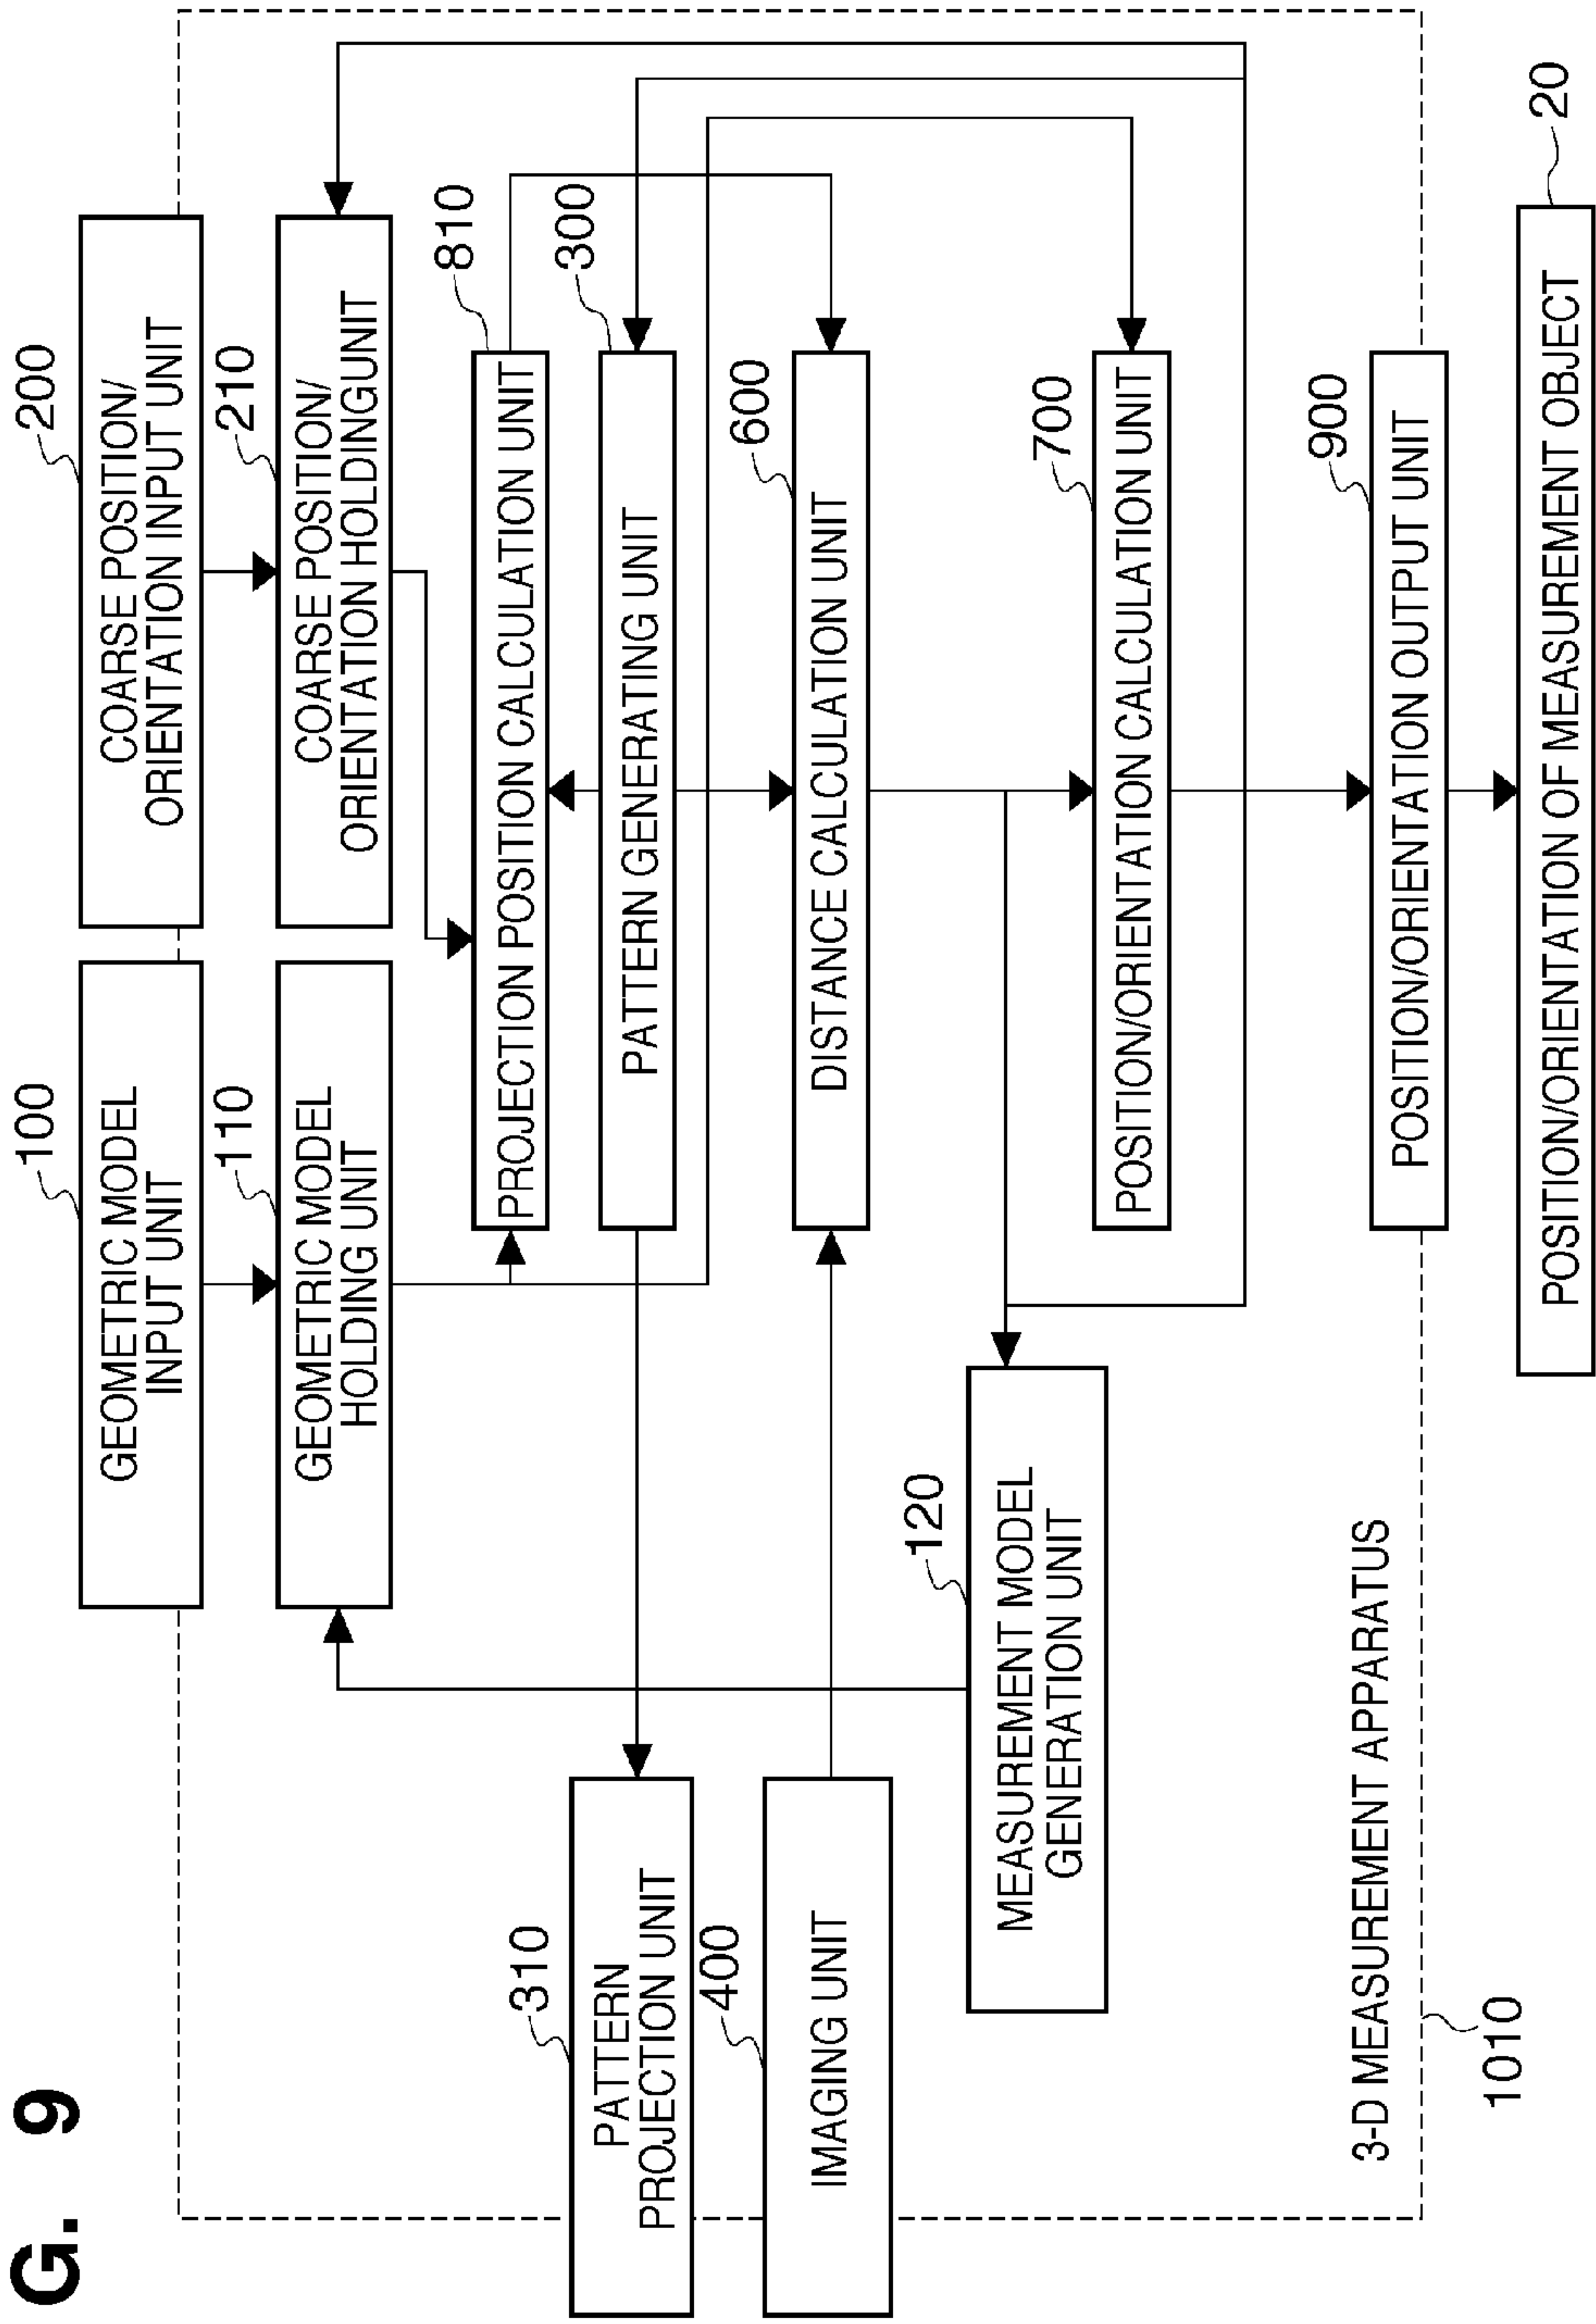 G. 9
100
GEOMETRIC MODEL
INPUT UNIT
200
COARSE POSITION/
ORIENTATION INPUT UNIT
110
GEOMETRIC MODEL
HOLDING UNIT
210
COARSE POSITION/
ORIENTATION HOLDINGUNIT
810
PROJECTION POSITION CALCULATION UNIT
310
PATTERN
PROJECTION UNIT
300
PATTERN GENERATING UNIT
400
IMAGING UNIT
600
DISTANCE CALCULATION UNIT
120
MEASUREMENT MODEL
GENERATION UNIT
700
POSITION/ORIENTATION CALCULATION UNIT
3-D MEASUREMENT APPARATUS
1010
900
POSITION/ORIENTATION OUTPUT UNIT
20
POSITION/ORIENTATION OF MEASUREMENT OBJECT